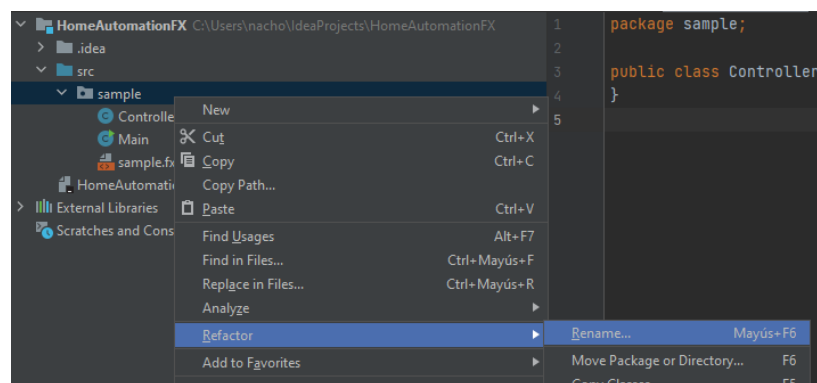 HomeAutomationFX C:\Users\nacho\IdeaProjects\HomeAutomationFX
.idea
src
sample
Controlle
Main
sample.fx
HomeAutomati
External Libraries
Scratches and Cons
New
Cut Ctrl+X
Copy Ctrl+C
Copy Path...
Paste Ctrl+V
Find Usages Alt+F7
Find in Files... Ctrl+Mayús+F
Replace in Files... Ctrl+Mayús+R
Analyze
Refactor
Add to Favorites
Rename... Mayús+F6
Move Package or Directory... F6
Copy Classes... F5
1 package sample;
2
3 public class Controller
4 }
5